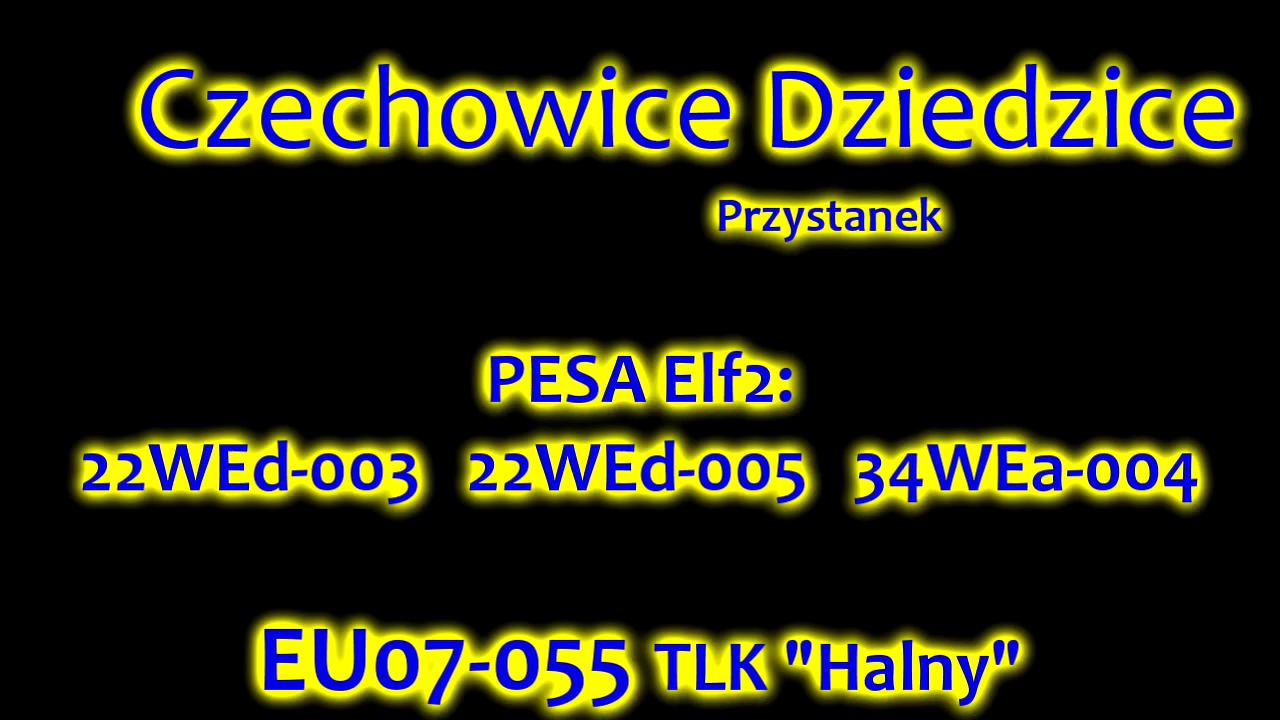 Czechowice Dziedzice
Przystanek
PESA Elf2:
22WEd-003 22WEd-005 34WEa-004
EU07-055 TLK "Halny"